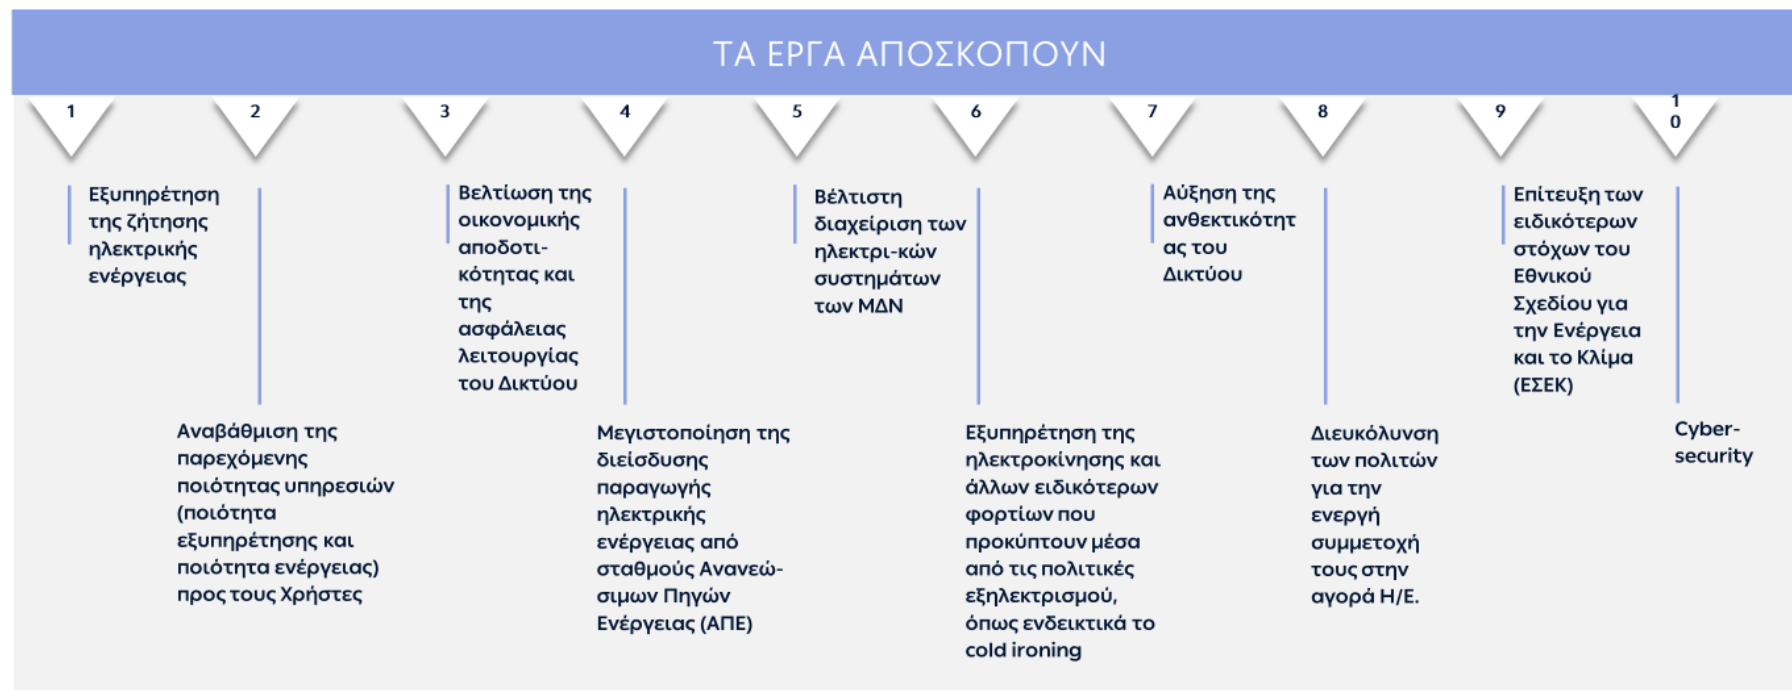 ΤΑ ΕΡΓΑ ΑΠΟΣΚΟΠΟΥΝ
1
Εξυπηρέτηση
της ζήτησης
ηλεκτρικής
ενέργειας
2
Αναβάθμιση της
παρεχόμενης
ποιότητας υπηρεσιών
(ποιότητα
εξυπηρέτησης και
ποιότητα ενέργειας)
προς τους Χρήστες
3
Βελτίωση της
οικονομικής
αποδοτι-
κότητας και
της
ασφάλειας
λειτουργίας
του Δικτύου
4
Μεγιστοποίηση της
διείσδυσης
παραγωγής
ηλεκτρικής
ενέργειας από
σταθμούς Ανανεώ-
σιμων Πηγών
Ενέργειας (ΑΠΕ)
5
Βέλτιστη
διαχείριση των
ηλεκτρι-κών
συστημάτων
των ΜΔΝ
6
Εξυπηρέτηση της
ηλεκτροκίνησης και
άλλων ειδικότερων
φορτίων που
προκύπτουν μέσα
από τις πολιτικές
εξηλεκτρισμού,
όπως ενδεικτικά το
cold ironing
7
Αύξηση της
ανθεκτικότητ
ας του
Δικτύου
8
Διευκόλυνση
των πολιτών
για την
ενεργή
συμμετοχή
τους στην
αγορά Η/Ε.
9
Επίτευξη των
ειδικότερων
στόχων του
Εθνικού
Σχεδίου για
την Ενέργεια
και το Κλίμα
(ΕΣΕΚ)
1
0
Cyber-
security